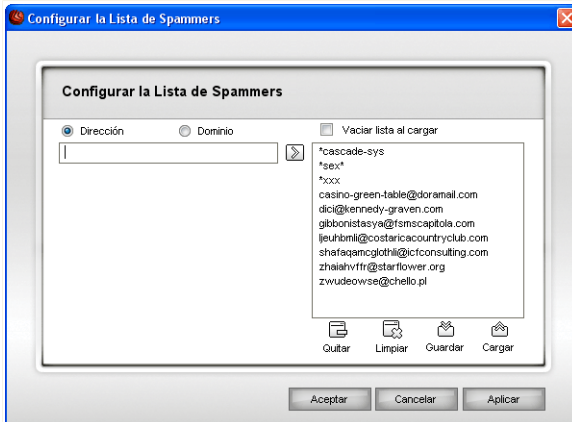 Configurar la Lista de Spammers
Configurar la Lista de Spammers
Dirección
Dominio
Vaciar lista al cargar
*cascade-sys
*sex*
*xxx
casino-green-table@doramail.com
dici@kennedy-graven.com
gibbonistasya@fsmscapitola.com
ljeuhbmli@costaricacountryclub.com
shafaqamcglothli@icfconsulting.com
zhaiahvffr@starflower.org
zwudeowse@chello.pl
Quitar Limpiar Guardar Cargar
Aceptar Cancelar Aplicar